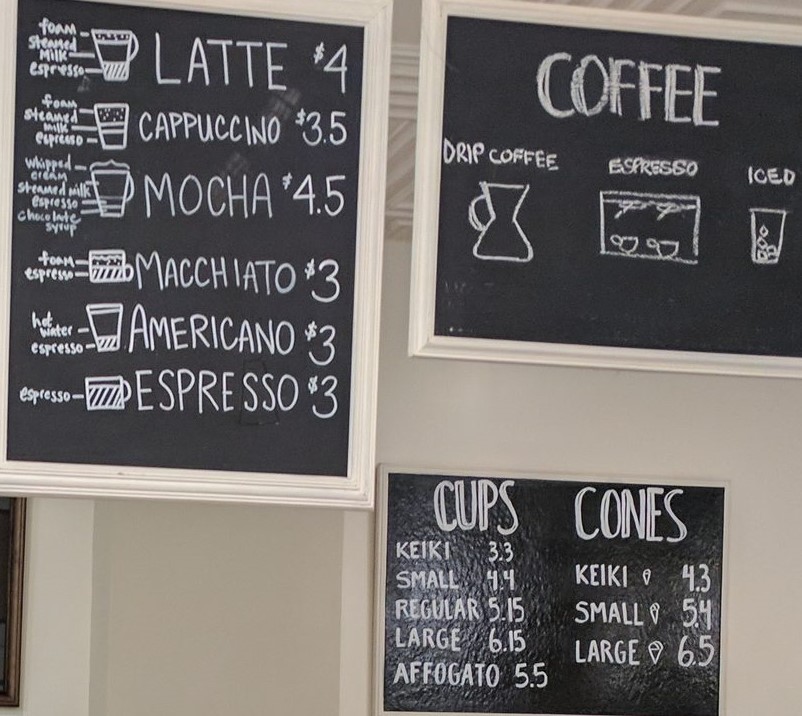 foam
steamed
milk
espresso
LATTE $4
foam
steamed
milk
espresso
CAPPUCCINO $3.5
whipped
cream
steamed milk
espresso
chocolate
syrup
MOCHA $4.5
foam
espresso
MACCHIATO $3
hot
water
espresso
AMERICANO $3
espresso
ESPRESSO $3
COFFEE
DRIP COFFEE
ESPRESSO
ICED
CUPS
KEIKI 3.3
SMALL 4.4
REGULAR 5.15
LARGE 6.15
AFFOGATO 5.5
CONES
KEIKI 4.3
SMALL 5.4
LARGE 6.5